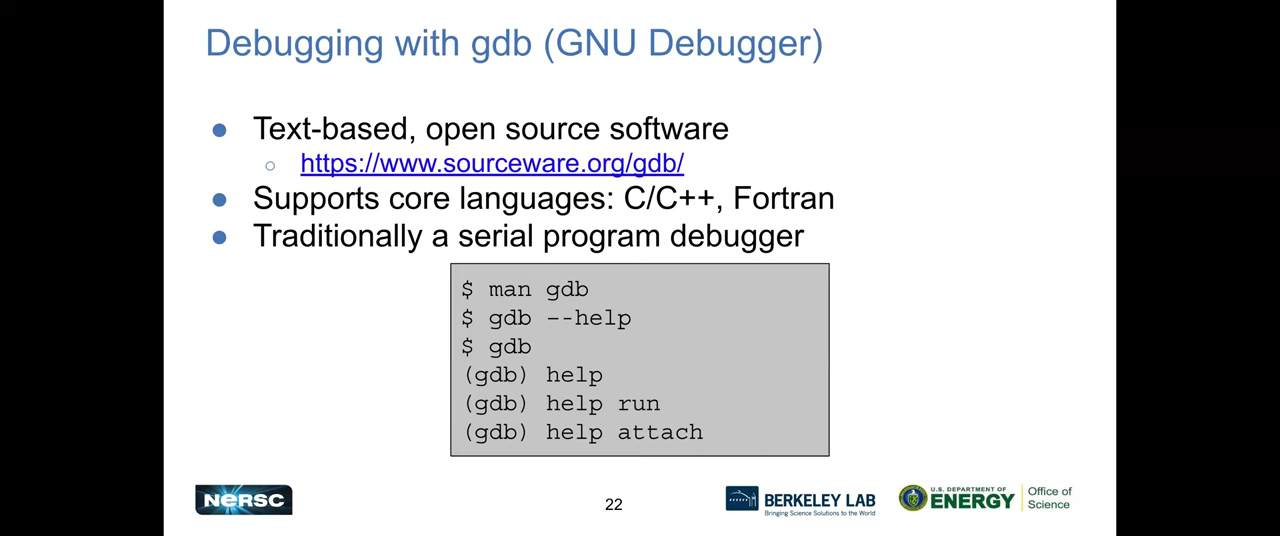 Debugging with gdb (GNU Debugger)
● Text-based, open source software
○ https://www.sourceware.org/gdb/
● Supports core languages: C/C++, Fortran
● Traditionally a serial program debugger
$ man gdb
$ gdb –-help
$ gdb
(gdb) help
(gdb) help run
(gdb) help attach
NERSC
22
BERKELEY LAB
Bringing Science Solutions to the World
U.S. DEPARTMENT OF
ENERGY
Office of
Science